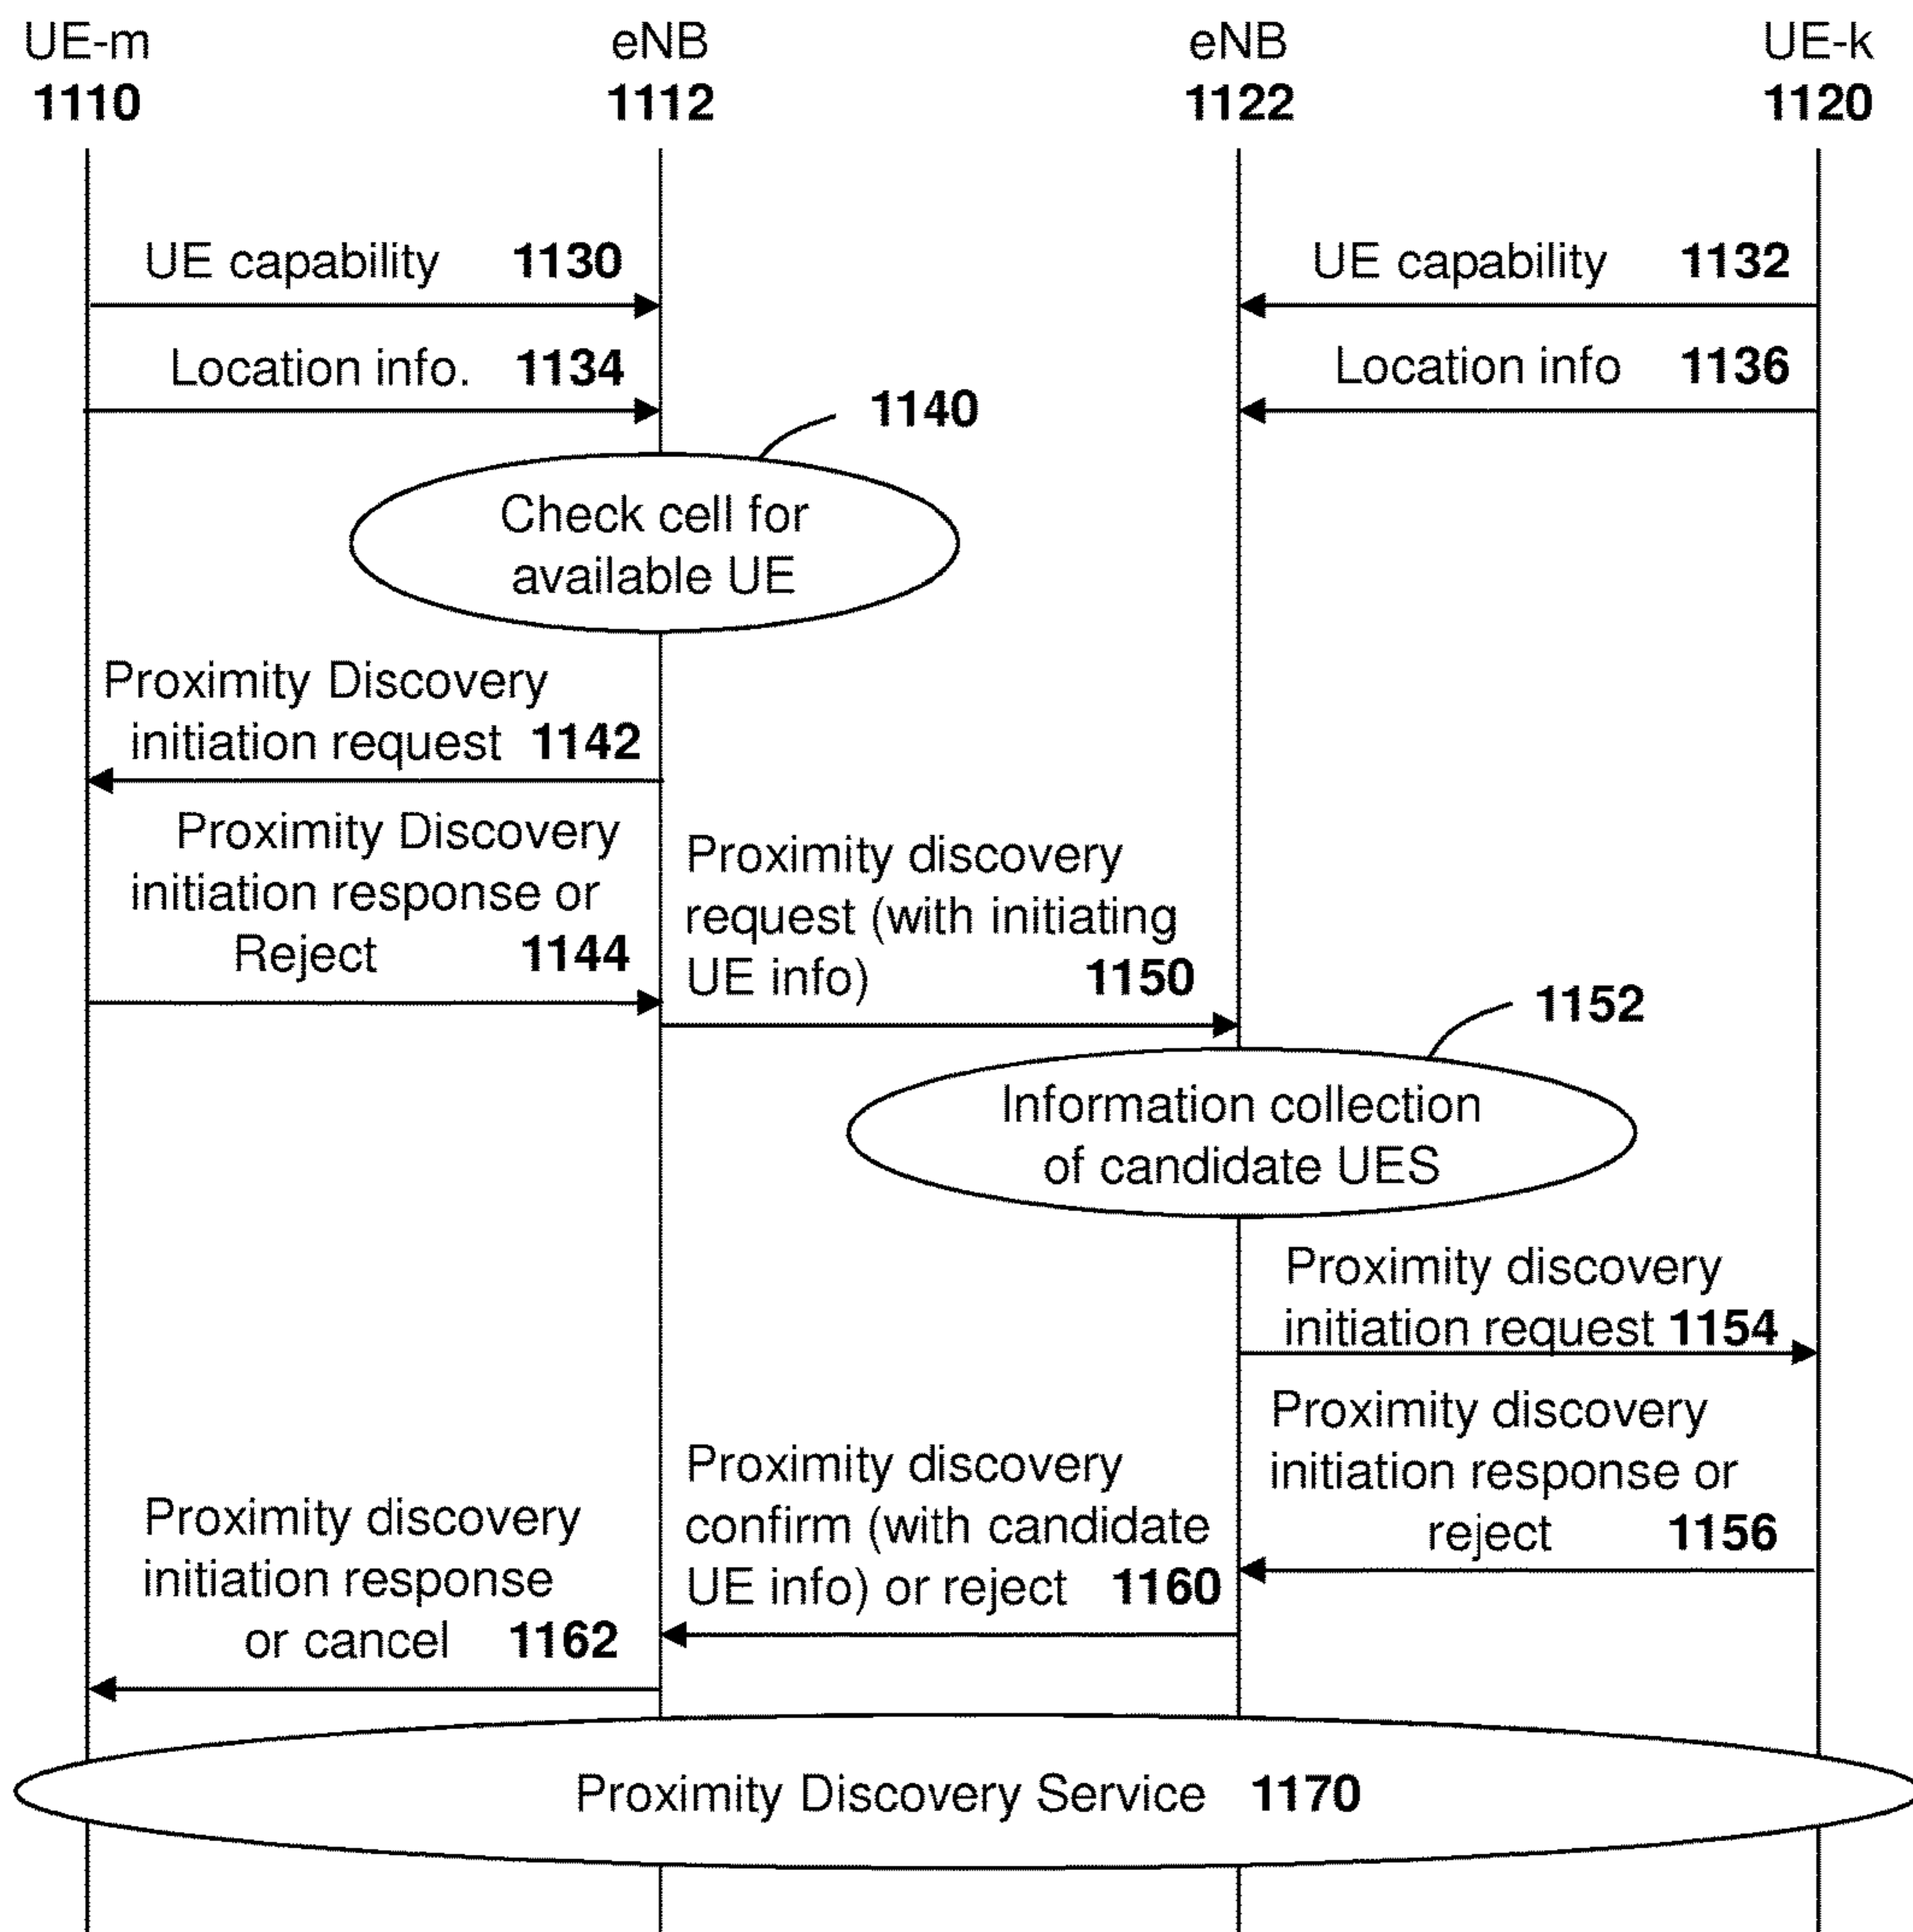 UE-m
1110
eNB
1112
eNB
1122
UE-k
1120
UE capability 1130
UE capability 1132
Location info. 1134
Location info 1136
1140
Check cell for
available UE
Proximity Discovery
initiation request 1142
Proximity Discovery
initiation response or
Reject 1144
Proximity discovery
request (with initiating
UE info) 1150
1152
Information collection
of candidate UES
Proximity discovery
initiation request 1154
Proximity discovery
initiation response or
reject 1156
Proximity discovery
confirm (with candidate
UE info) or reject 1160
Proximity discovery
initiation response
or cancel 1162
Proximity Discovery Service 1170